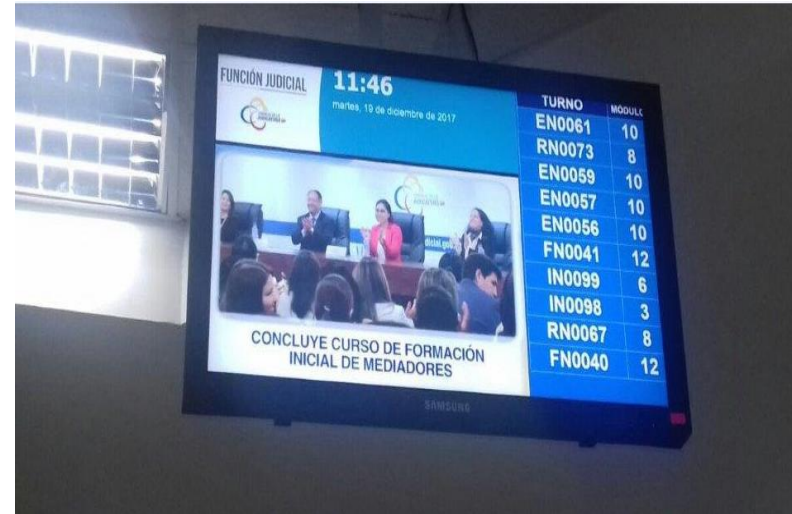 FUNCIÓN JUDICIAL
11:46
martes, 19 de diciembre de 2017
TURNO MÓDULO
EN0061 10
RN0073 8
EN0059 10
EN0057 10
EN0056 10
FN0041 12
IN0099 6
IN0098 3
RN0067 8
FN0040 12
CONCLUYE CURSO DE FORMACIÓN
INICIAL DE MEDIADORES
SAMSUNG